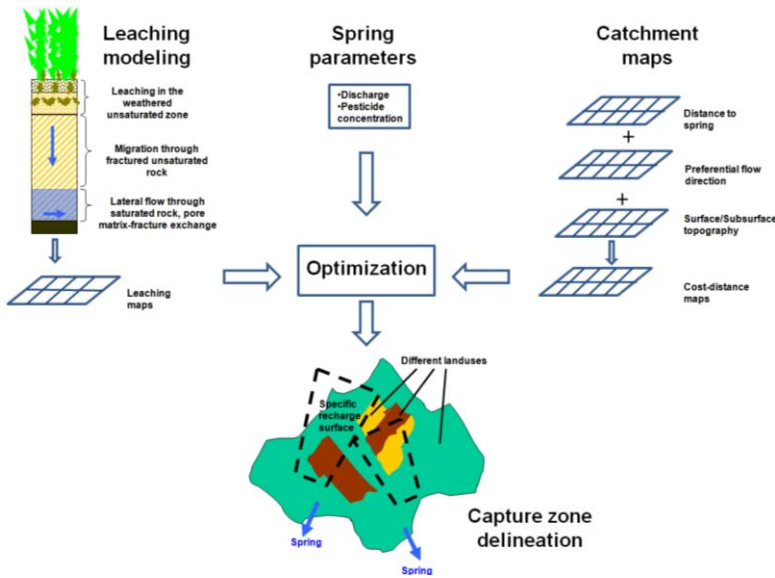 Leaching
modeling
Leaching in the
weathered
unsaturated zone
Migration through
fractured unsaturated
rock
Lateral flow through
saturated rock, pore
matrix-fracture exchange
Leaching
maps
Spring
parameters
•Discharge
•Pesticide
concentration
Optimization
Catchment
maps
Distance to
spring
+
Preferential flow
direction
+
Surface/Subsurface
topography
Cost-distance
maps
Different landuses
Specific
recharge
surface
Spring
Spring
Capture zone
delineation